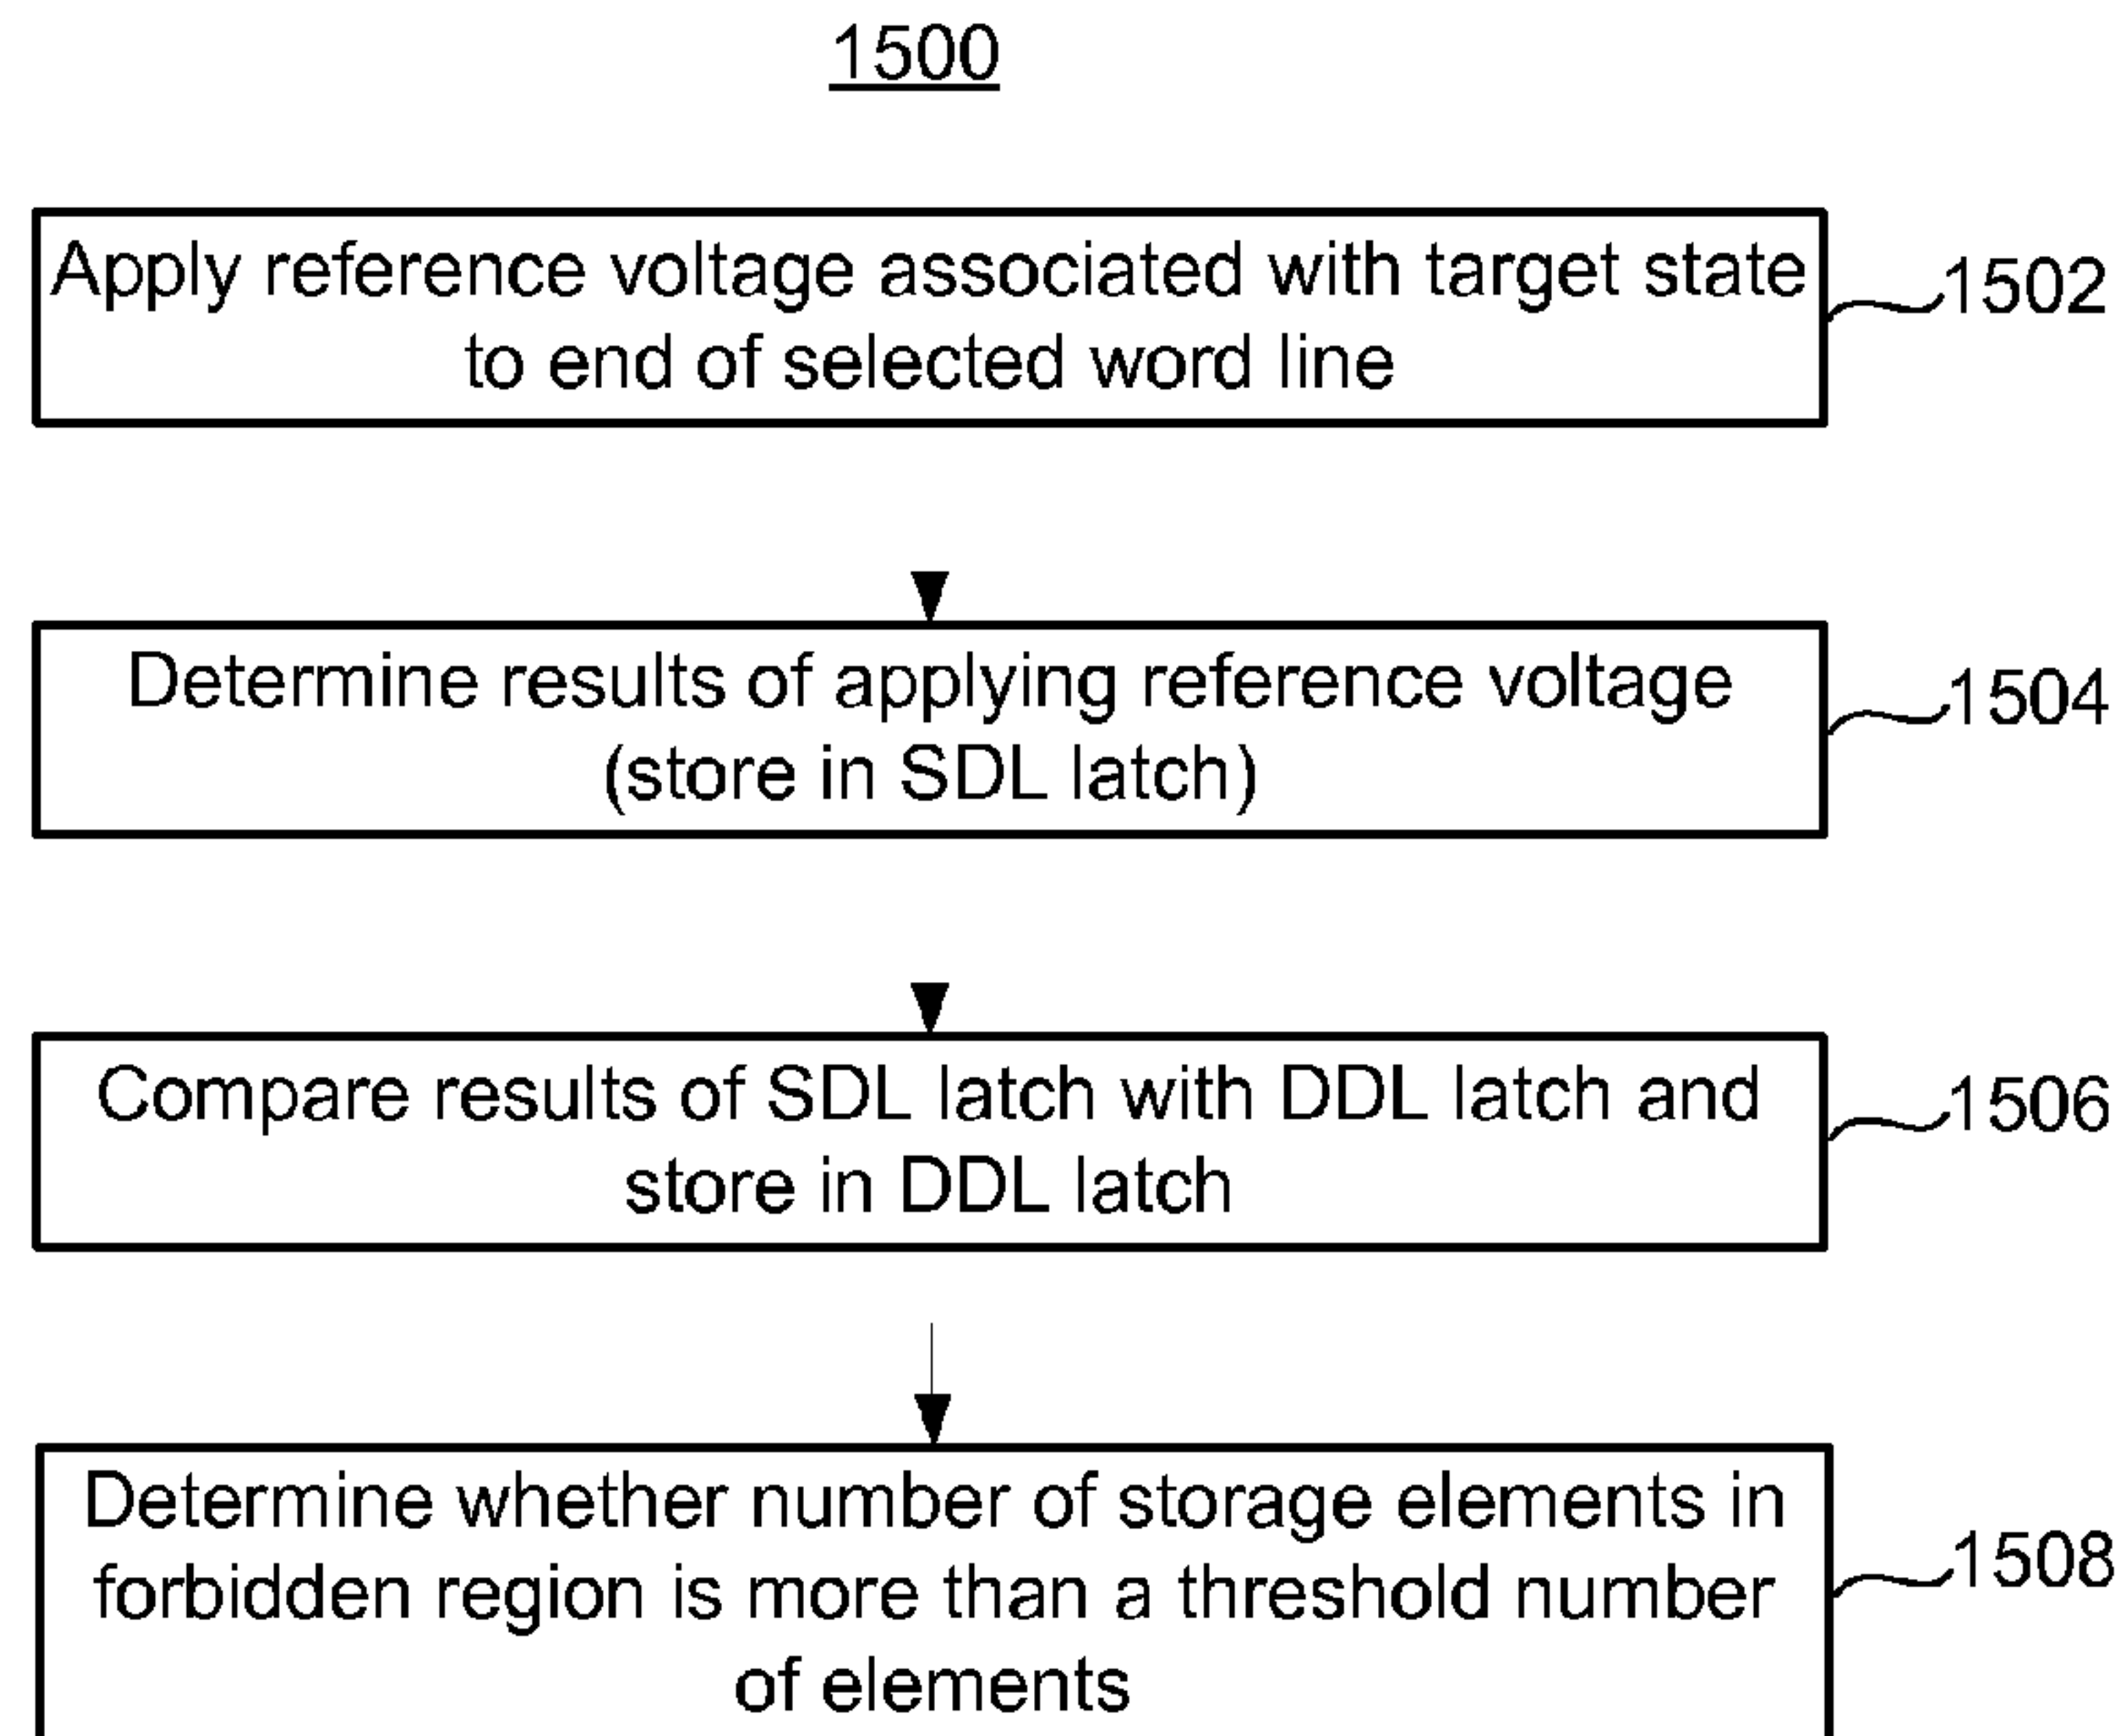 1500
Apply reference voltage associated with target state
to end of selected word line
1502
Determine results of applying reference voltage
(store in SDL latch)
1504
Compare results of SDL latch with DDL latch and
store in DDL latch
1506
Determine whether number of storage elements in
forbidden region is more than a threshold number
of elements
1508